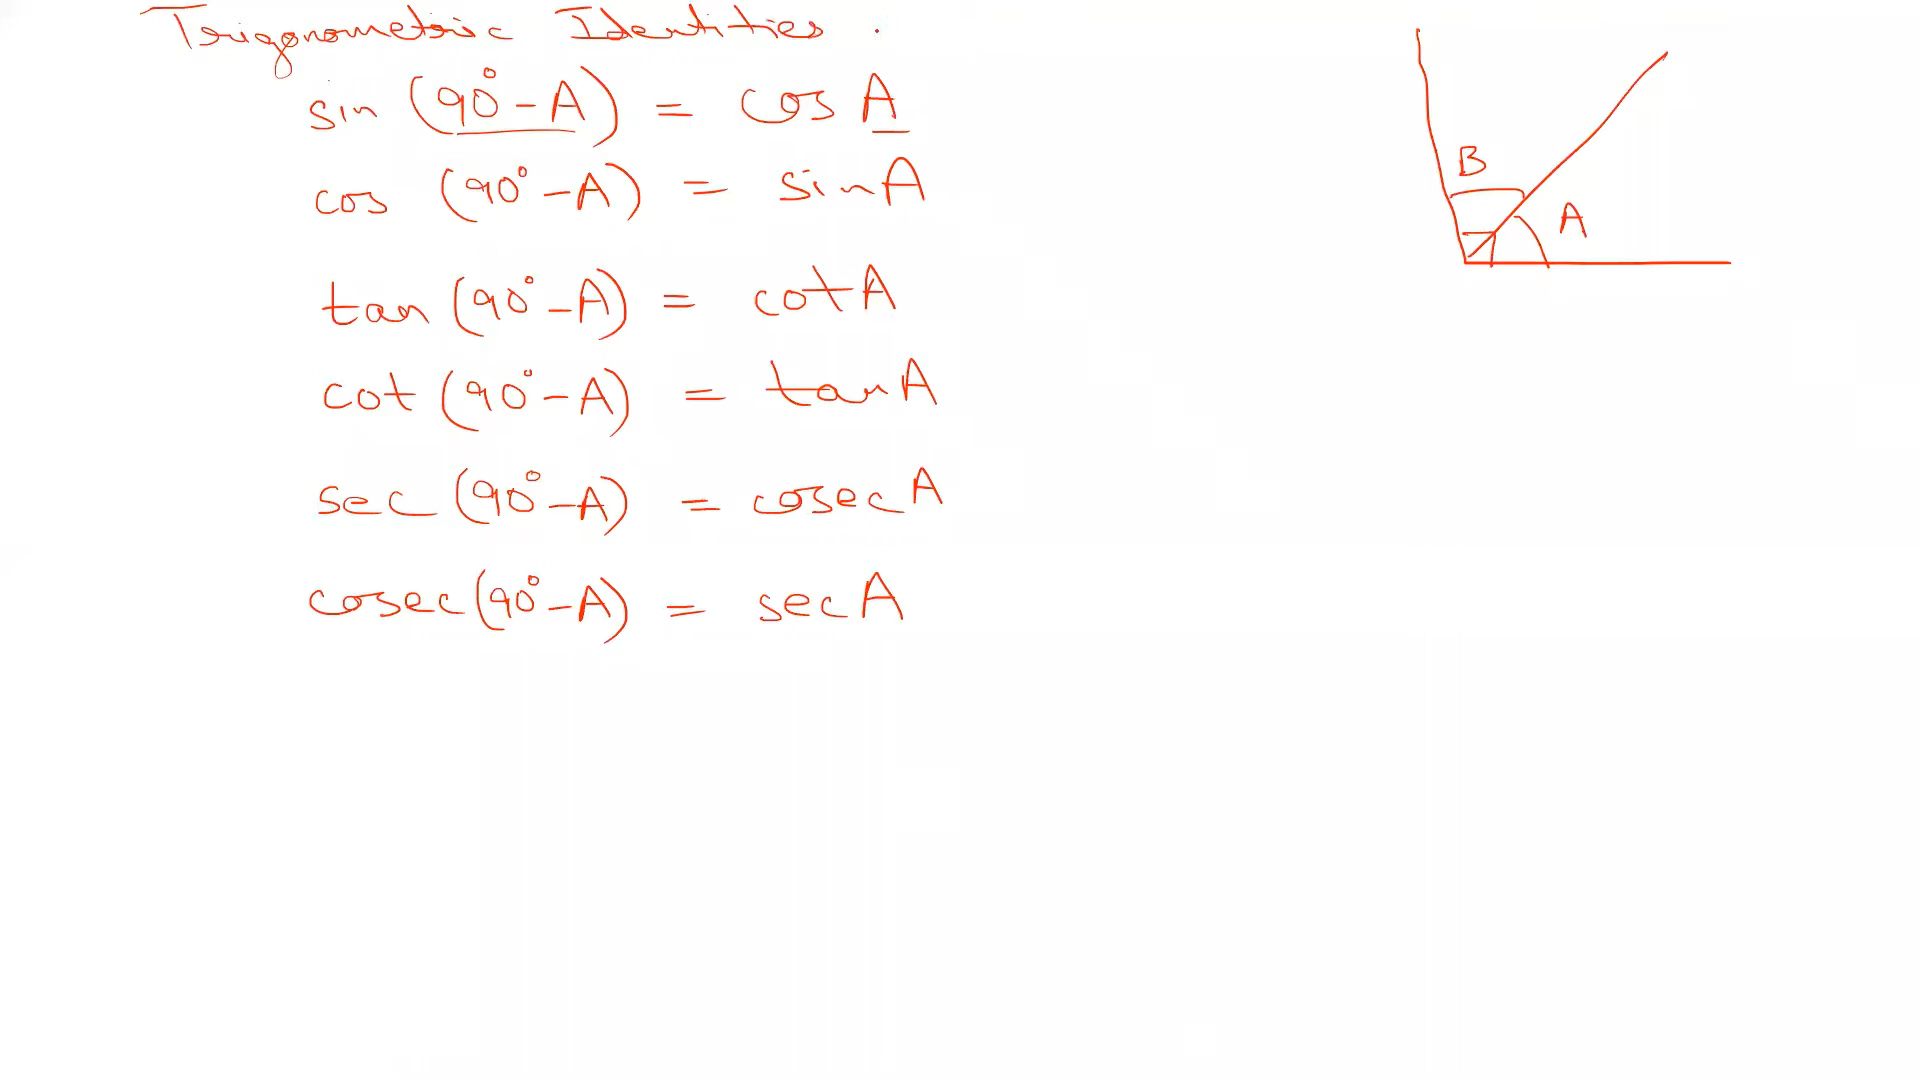 Trigonometric Identities.
sin (90° - A) = cos A
cos (90° - A) = sin A
tan (90° - A) = cot A
cot (90° - A) = tan A
sec (90° - A) = cosec A
cosec (90° - A) = sec A
B
A